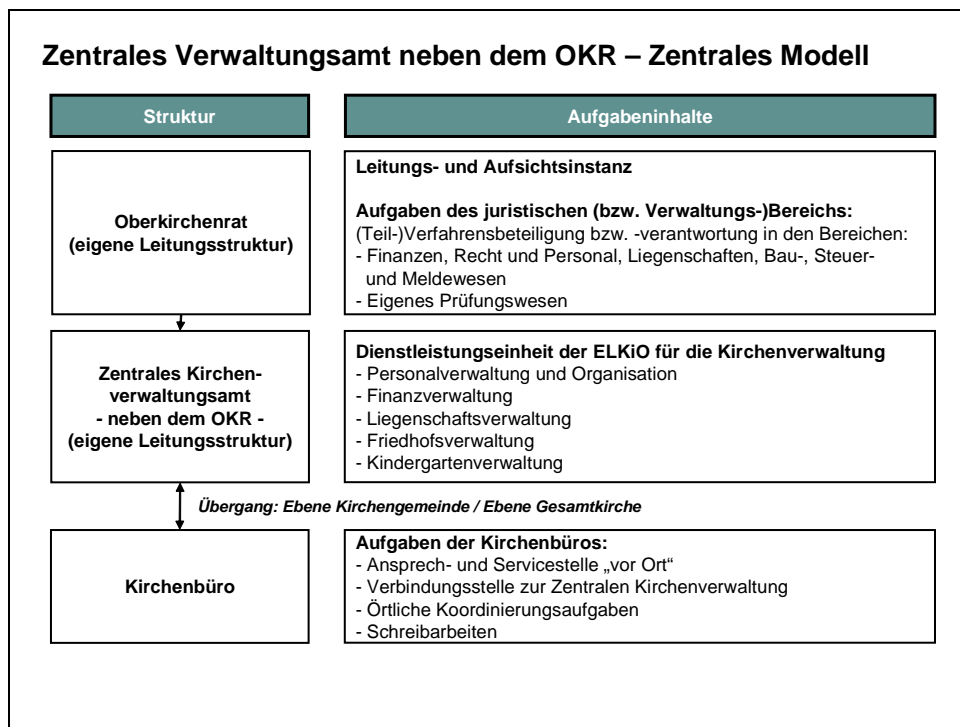 Zentrales Verwaltungsamt neben dem OKR – Zentrales Modell
Struktur
Aufgabeninhalte
Oberkirchenrat
(eigene Leitungsstruktur)
Leitungs- und Aufsichtsinstanz
Aufgaben des juristischen (bzw. Verwaltungs-)Bereichs:
(Teil-)Verfahrensbeteiligung bzw. -verantwortung in den Bereichen:
- Finanzen, Recht und Personal, Liegenschaften, Bau-, Steuer-
und Meldewesen
- Eigenes Prüfungswesen
Zentrales Kirchen-
verwaltungsamt
- neben dem OKR -
(eigene Leitungsstruktur)
Dienstleistungseinheit der ELKiO für die Kirchenverwaltung
- Personalverwaltung und Organisation
- Finanzverwaltung
- Liegenschaftsverwaltung
- Friedhofsverwaltung
- Kindergartenverwaltung
Übergang: Ebene Kirchengemeinde / Ebene Gesamtkirche
Kirchenbüro
Aufgaben der Kirchenbüros:
- Ansprech- und Servicestelle „vor Ort“
- Verbindungsstelle zur Zentralen Kirchenverwaltung
- Örtliche Koordinierungsaufgaben
- Schreibarbeiten